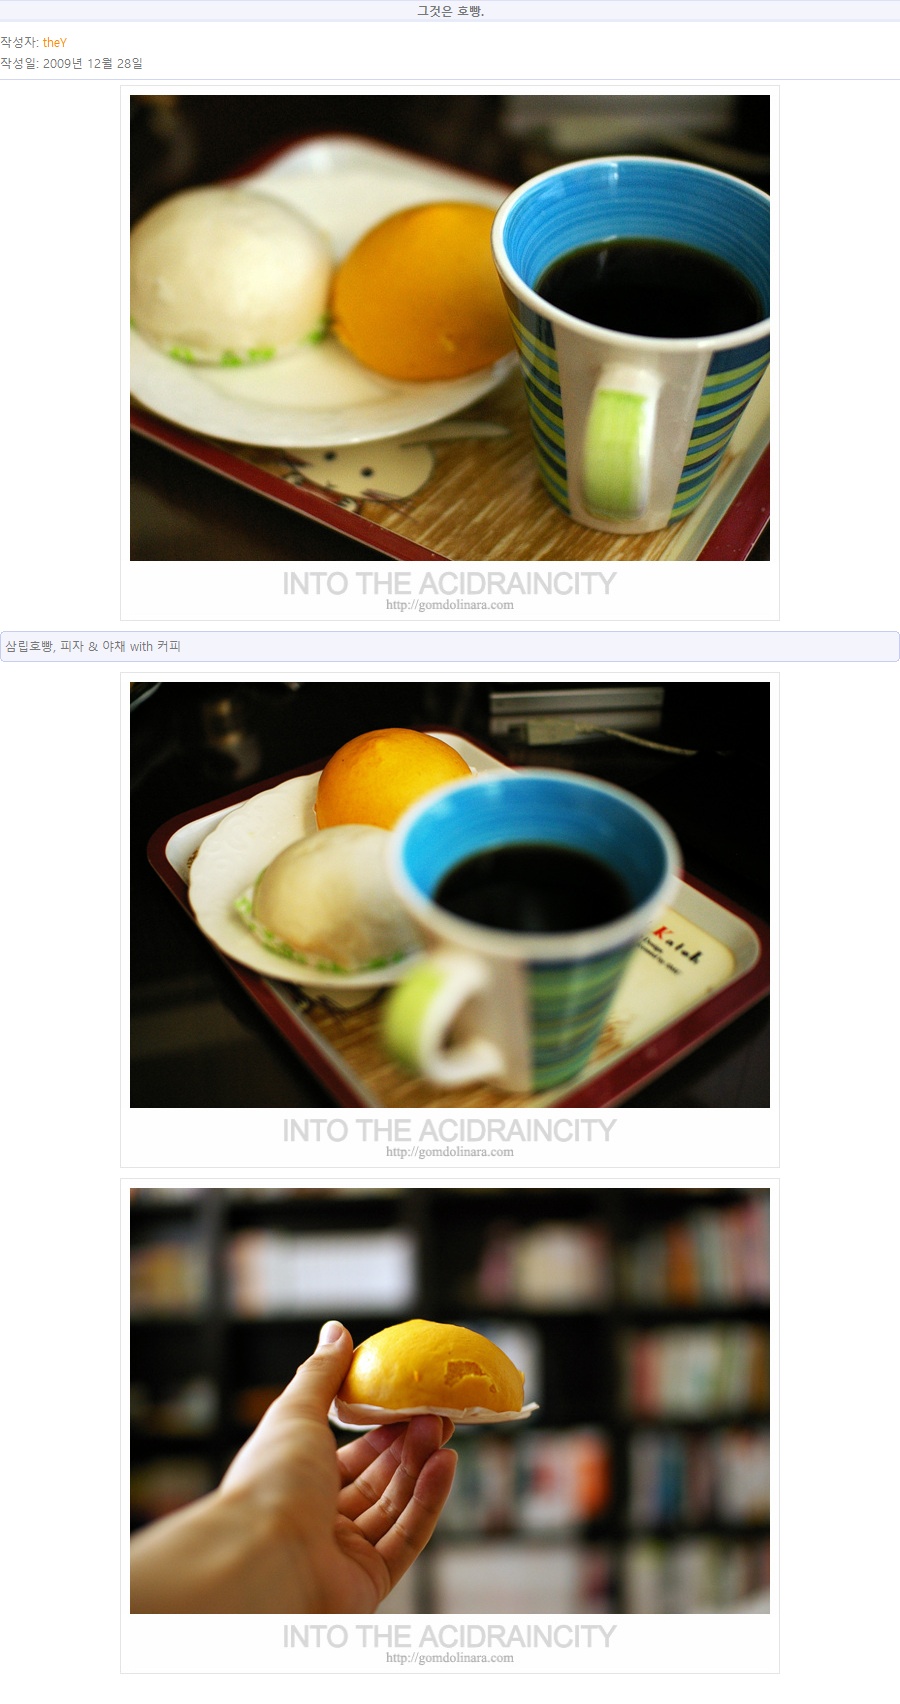 그것은 호빵.
작성자: theY
작성일: 2009년 12월 28일
INTO THE ACIDRAINCITY
http://gomdolinara.com
삼립호빵, 피자 & 야채 with 커피
INTO THE ACIDRAINCITY
http://gomdolinara.com
INTO THE ACIDRAINCITY
http://gomdolinara.com